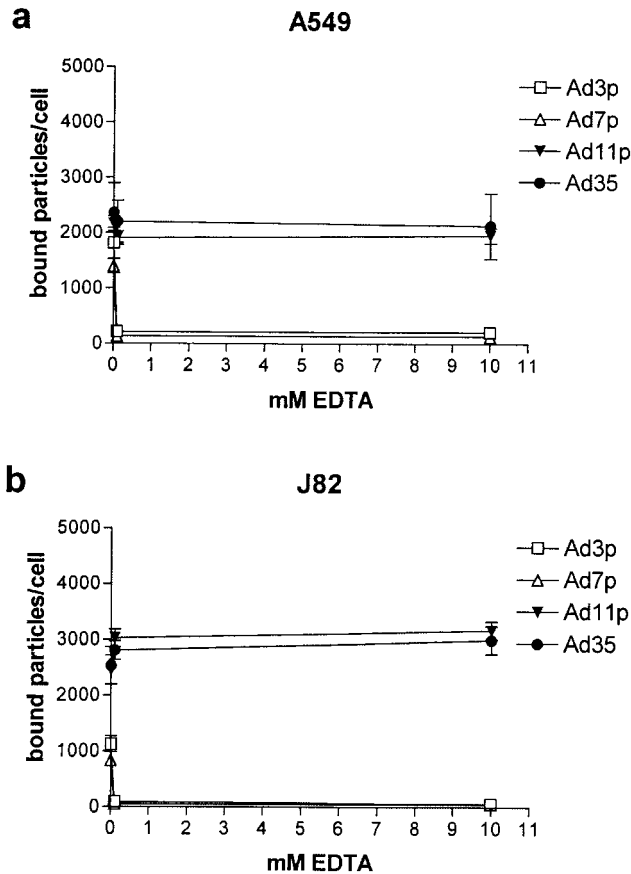 a
A549
5000
4000
3000
2000
1000
0
bound particles/cell
0 1 2 3 4 5 6 7 8 9 10 11
mM EDTA
Ad3p
Ad7p
Ad11p
Ad35
b
J82
5000
4000
3000
2000
1000
0
bound particles/cell
0 1 2 3 4 5 6 7 8 9 10 11
mM EDTA
Ad3p
Ad7p
Ad11p
Ad35